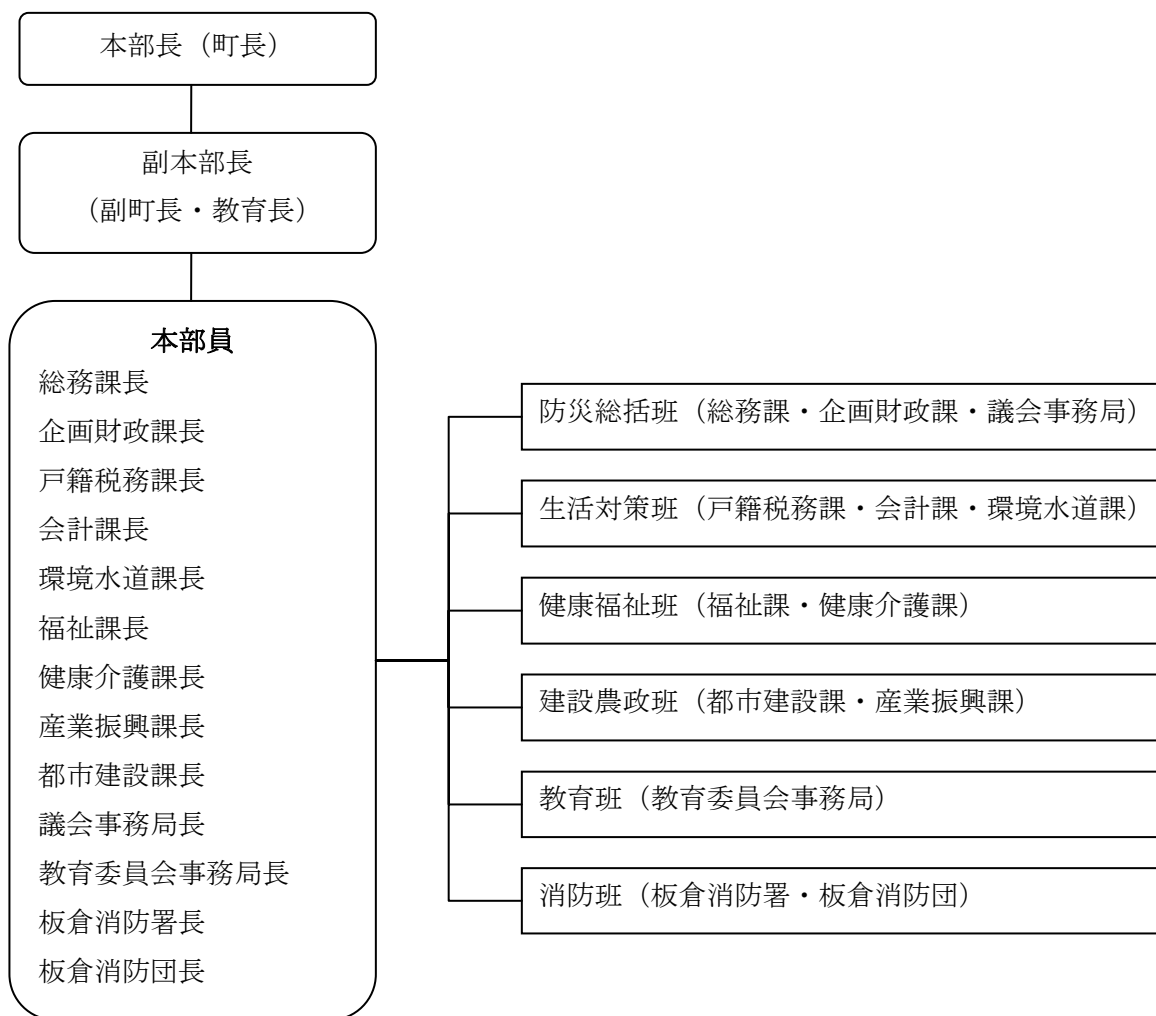 本部長（町長）
副本部長
（副町長・教育長）
本部員
総務課長
企画財政課長
戸籍税務課長
会計課長
環境水道課長
福祉課長
健康介護課長
産業振興課長
都市建設課長
議会事務局長
教育委員会事務局長
板倉消防署長
板倉消防団長
防災総括班（総務課・企画財政課・議会事務局）
生活対策班（戸籍税務課・会計課・環境水道課）
健康福祉班（福祉課・健康介護課）
建設農政班（都市建設課・産業振興課）
教育班（教育委員会事務局）
消防班（板倉消防署・板倉消防団）